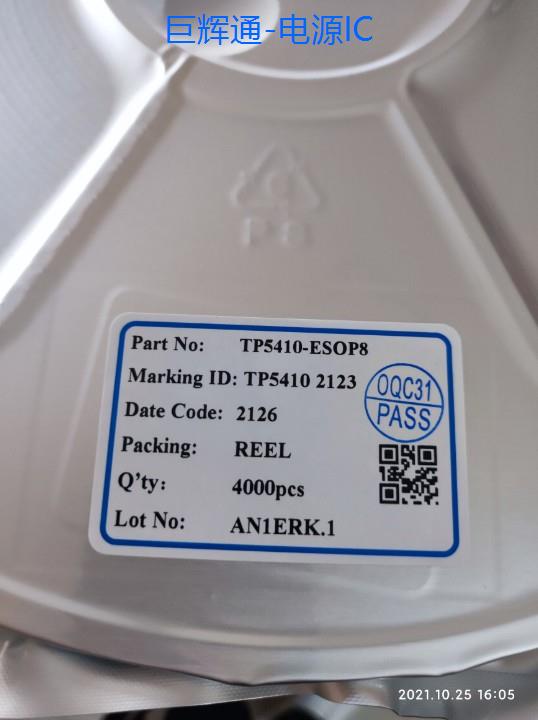 巨辉通-电源IC
PS
Part No: TP5410-ESOP8
Marking ID: TP5410 2123
Date Code: 2126
Packing: REEL
Q'ty: 4000pcs
Lot No: AN1ERK.1
OQC31
PASS
2021.10.25 16:05